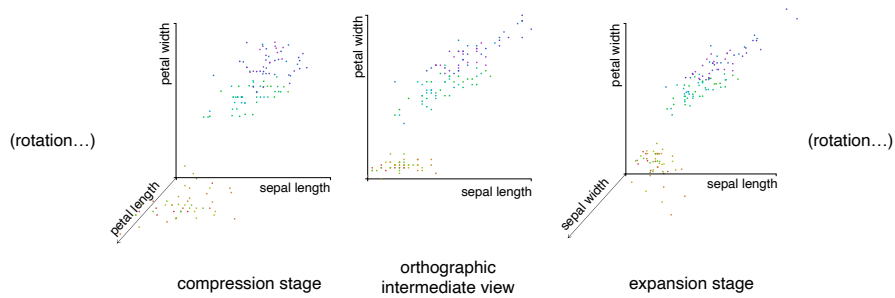 (rotation…)
petal width
petal length
sepal length
compression stage
petal width
sepal length
orthographic
intermediate view
petal width
sepal width
sepal length
expansion stage
(rotation…)